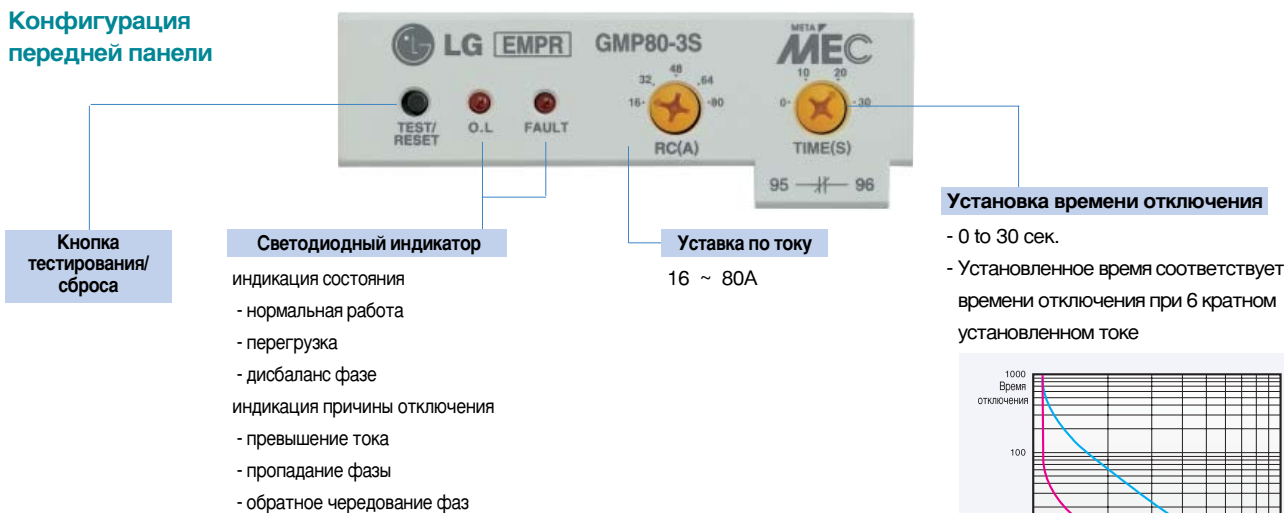 Конфигурация
передней панели
LG EMPR GMP80-3S
META
MEC
TEST/
RESET
O.L
FAULT
16
32
48
64
80
RC(A)
0
10
20
30
TIME(S)
95
96
Кнопка
тестирования/
сброса
Светодиодный индикатор
индикация состояния
- нормальная работа
- перегрузка
- дисбаланс фазе
индикация причины отключения
- превышение тока
- пропадание фазы
- обратное чередование фаз
Уставка по току
16 ~ 80A
Установка времени отключения
- 0 to 30 сек.
- Установленное время соответствует
времени отключения при 6 кратном
установленном токе
1000
Время
отключения
100